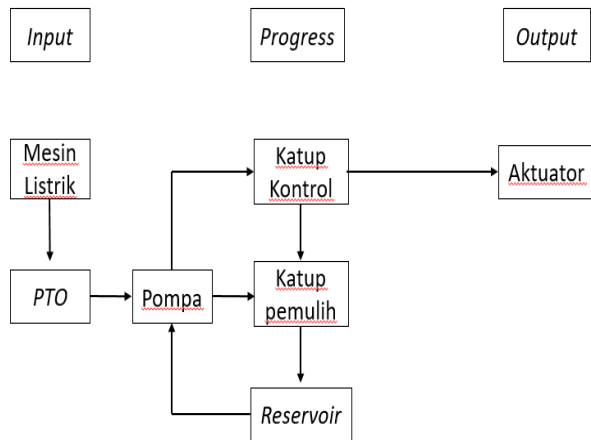 Input
Progress
Output
Mesin
Listrik
Katup
Kontrol
Aktuator
PTO
Pompa
Katup
pemulih
Reservoir